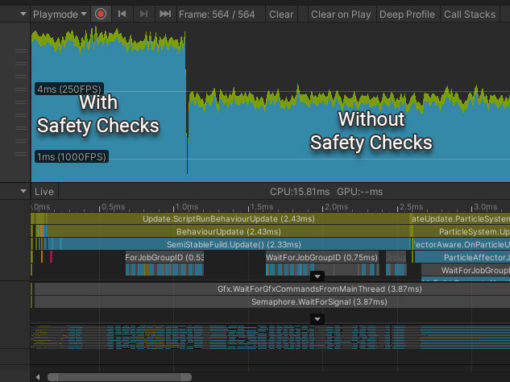 Playmode
Frame: 564 / 564
Clear
Clear on Play
Deep Profile
Call Stacks
4ms (250FPS)
With
Safety Checks
Without
Safety Checks
1ms (1000FPS)
Live
CPU:15.81ms GPU:--ms
0.5ms
1.0ms
1.5ms
2.0ms
2.5ms
3.0ms
Update.ScriptRunBehaviourUpdate (2.43ms)
ateUpdate.ParticleSystem
BehaviourUpdate (2.43ms)
ParticleSystem.Up
SemiStableFuild.Update() (2.33ms)
ectorAware.OnParticleU
ForJobGroupID (0.53
WaitForJobGroupID (0.75ms)
ParticleAffectorJ
WaitForJobGroupI
Gfx.WaitForGfxCommandsFromMainThread (3.87ms)
Semaphore.WaitForSignal (3.87ms)